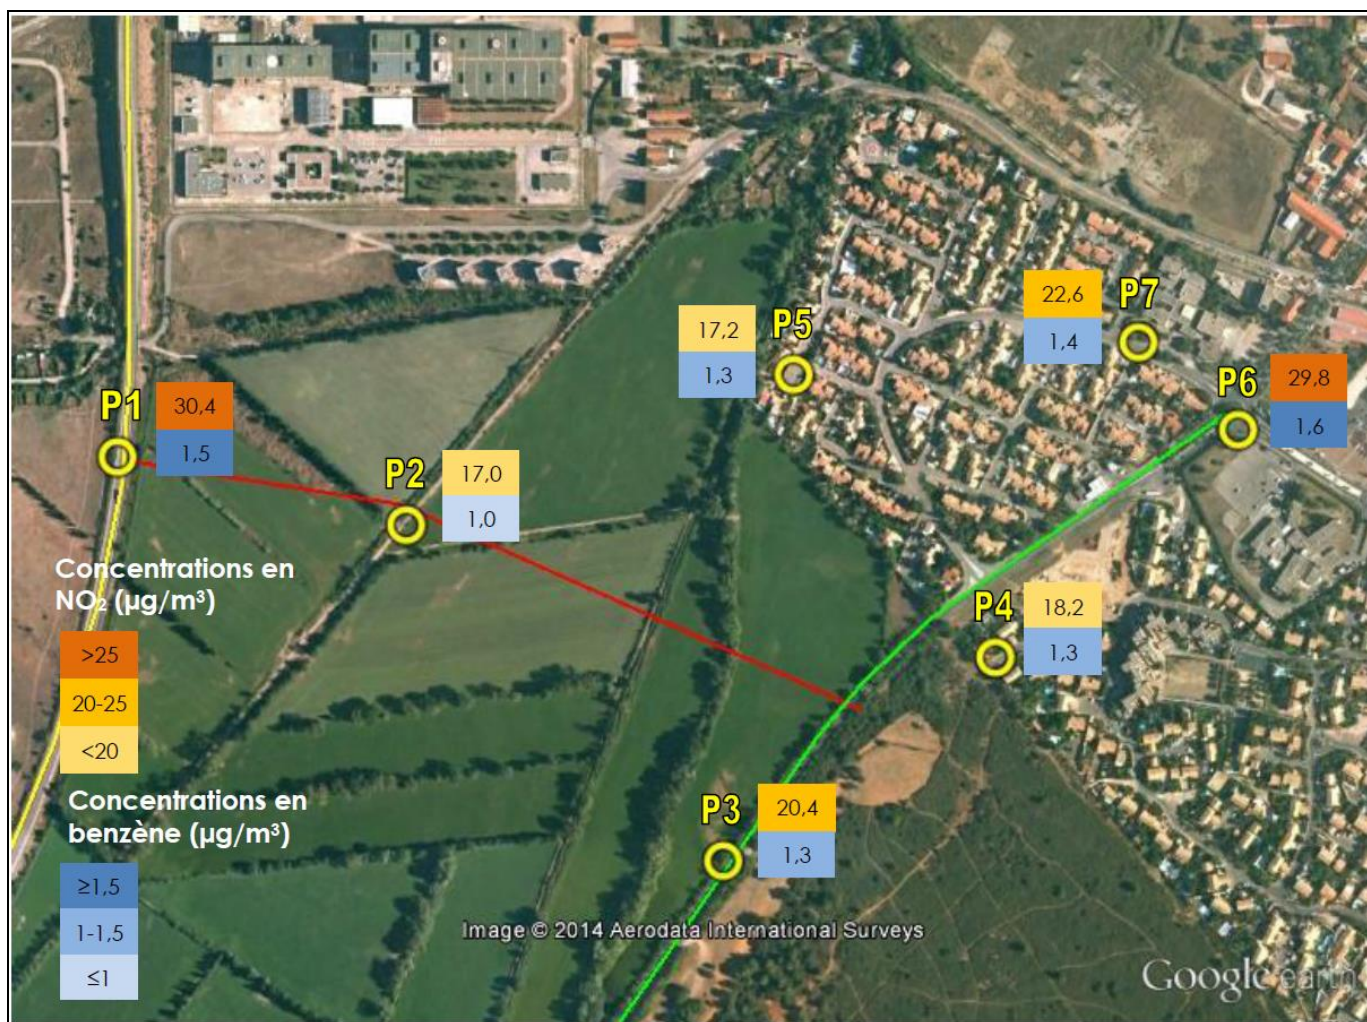 P7
22,6
1,4
P5
17,2
1,3
P6
29,8
1,6
P1
30,4
1,5
P2
17,0
1,0
Concentrations en
NO₂ (µg/m³)
>25
20-25
<20
P4
18,2
1,3
Concentrations en
benzène (µg/m³)
≥1,5
1-1,5
≤1
P3
20,4
1,3
Image © 2014 Aerodata International Surveys
Google earth